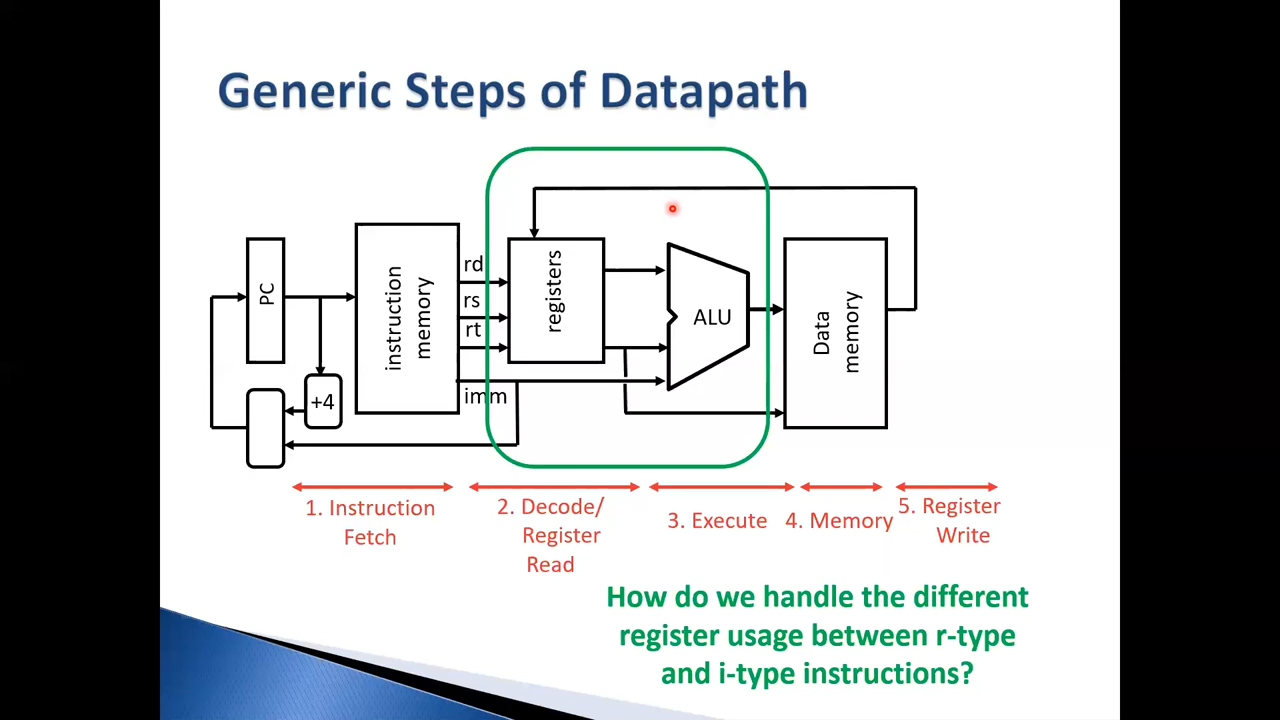 Generic Steps of Datapath
PC
+4
instruction
memory
rd
rs
rt
imm
registers
ALU
Data
memory
1. Instruction
Fetch
2. Decode/
Register
Read
3. Execute
4. Memory
5. Register
Write
How do we handle the different
register usage between r-type
and i-type instructions?